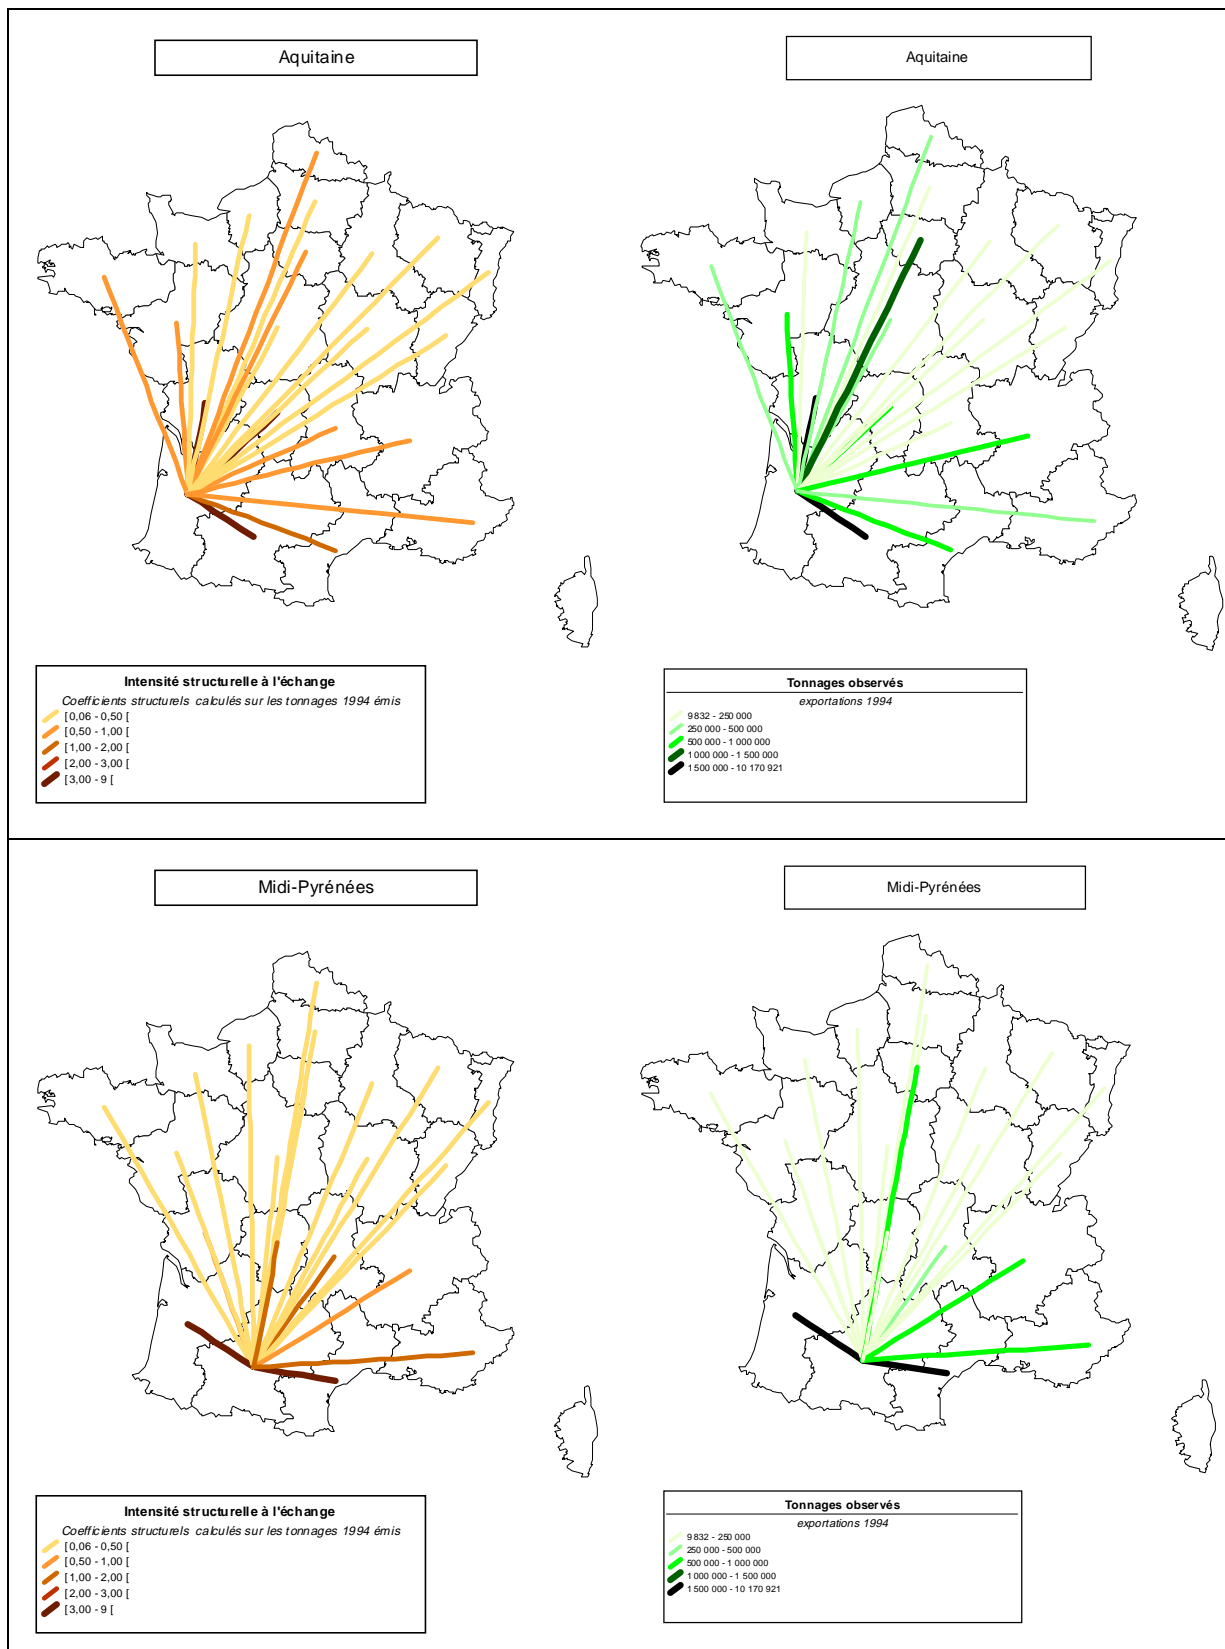 Aquitaine
Aquitaine
Intensité structurelle à l'échange
Coefficients structurels calculés sur les tonnages 1994 émis
[0,06 - 0,50 [
[0,50 - 1,00 [
[1,00 - 2,00 [
[2,00 - 3,00 [
[3,00 - 9 [
Tonnages observés
exportations 1994
9832 - 250 000
250 000 - 500 000
500 000 - 1 000 000
1 000 000 - 1 500 000
1 500 000 - 10 170 921
Midi-Pyrénées
Midi-Pyrénées
Intensité structurelle à l'échange
Coefficients structurels calculés sur les tonnages 1994 émis
[0,06 - 0,50 [
[0,50 - 1,00 [
[1,00 - 2,00 [
[2,00 - 3,00 [
[3,00 - 9 [
Tonnages observés
exportations 1994
9832 - 250 000
250 000 - 500 000
500 000 - 1 000 000
1 000 000 - 1 500 000
1 500 000 - 10 170 921